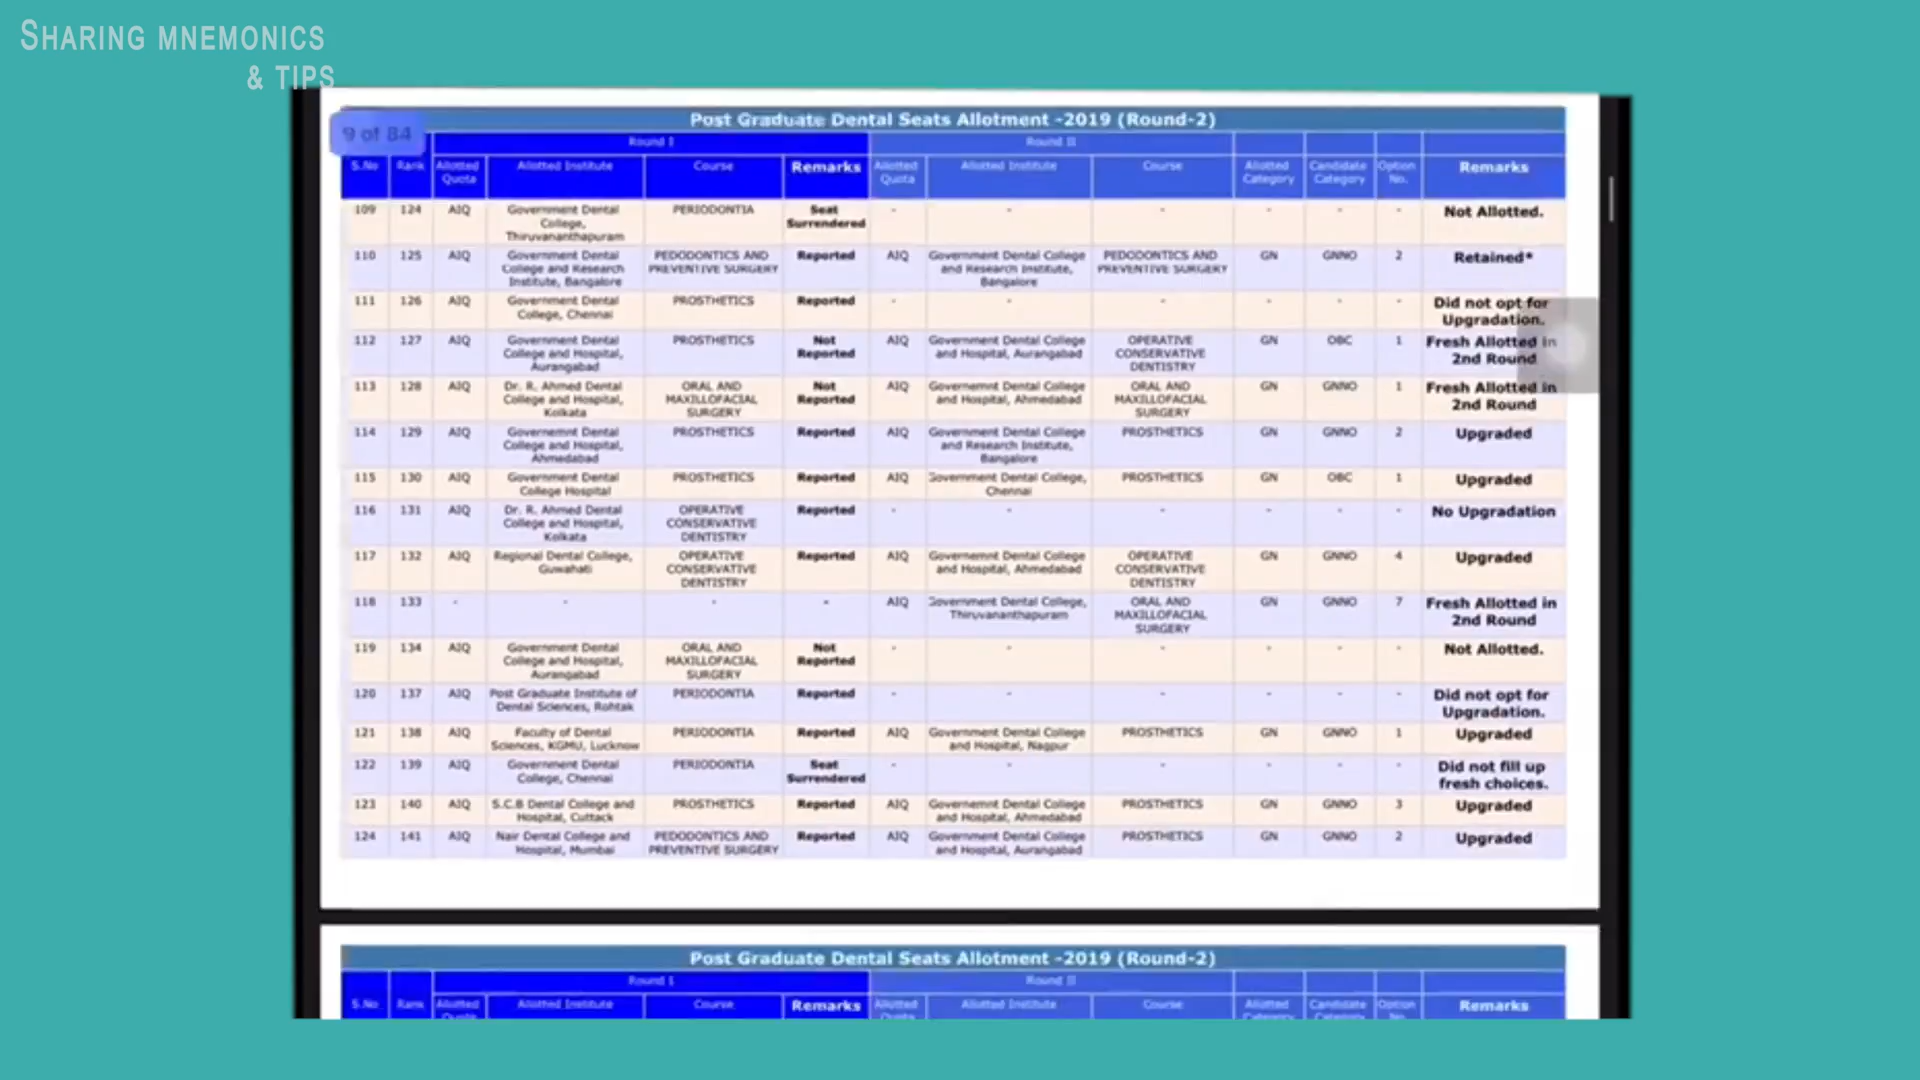 SHARING MNEMONICS
& TIPS
9 of 84
Post Graduate Dental Seats Allotment -2019 (Round-2)
Round I Round II
S.No Rank Allotted Quota Allotted Institute Course Remarks Allotted Quota Allotted Institute Course Allotted Category Candidate Category Option No. Remarks
109 124 AIQ Government Dental College, Thiruvananthapuram PERIODONTIA Seat Surrendered - - - - - - Not Allotted.
110 125 AIQ Government Dental College and Research Institute, Bangalore PEDODONTICS AND PREVENTIVE SURGERY Reported AIQ Government Dental College and Research Institute, Bangalore PEDODONTICS AND PREVENTIVE SURGERY GN GNNO 2 Retained*
111 126 AIQ Government Dental College, Chennai PROSTHETICS Reported - - - - - - Did not opt for Upgradation.
112 127 AIQ Government Dental College and Hospital, Aurangabad PROSTHETICS Not Reported AIQ Government Dental College and Hospital, Aurangabad OPERATIVE CONSERVATIVE DENTISTRY GN OBC 1 Fresh Allotted in 2nd Round
113 128 AIQ Dr. R. Ahmed Dental College and Hospital, Kolkata ORAL AND MAXILLOFACIAL SURGERY Not Reported AIQ Governemnt Dental College and Hospital, Ahmedabad ORAL AND MAXILLOFACIAL SURGERY GN GNNO 1 Fresh Allotted in 2nd Round
114 129 AIQ Governemnt Dental College and Hospital, Ahmedabad PROSTHETICS Reported AIQ Government Dental College and Research Institute, Bangalore PROSTHETICS GN GNNO 2 Upgraded
115 130 AIQ Government Dental College Hospital PROSTHETICS Reported AIQ Government Dental College, Chennai PROSTHETICS GN OBC 1 Upgraded
116 131 AIQ Dr. R. Ahmed Dental College and Hospital, Kolkata OPERATIVE CONSERVATIVE DENTISTRY Reported - - - - - - No Upgradation
117 132 AIQ Regional Dental College, Guwahati OPERATIVE CONSERVATIVE DENTISTRY Reported AIQ Governemnt Dental College and Hospital, Ahmedabad OPERATIVE CONSERVATIVE DENTISTRY GN GNNO 4 Upgraded
118 133 - - - - AIQ Government Dental College, Thiruvananthapuram ORAL AND MAXILLOFACIAL SURGERY GN GNNO 7 Fresh Allotted in 2nd Round
119 134 AIQ Government Dental College and Hospital, Aurangabad ORAL AND MAXILLOFACIAL SURGERY Not Reported - - - - - - Not Allotted.
120 137 AIQ Post Graduate Institute of Dental Sciences, Rohtak PERIODONTIA Reported - - - - - - Did not opt for Upgradation.
121 138 AIQ Faculty of Dental Sciences, KGMU, Lucknow PERIODONTIA Reported AIQ Government Dental College and Hospital, Nagpur PROSTHETICS GN GNNO 1 Upgraded
122 139 AIQ Government Dental College, Chennai PERIODONTIA Seat Surrendered - - - - - - Did not fill up fresh choices.
123 140 AIQ S.C.B Dental College and Hospital, Cuttack PROSTHETICS Reported AIQ Governemnt Dental College and Hospital, Ahmedabad PROSTHETICS GN GNNO 3 Upgraded
124 141 AIQ Nair Dental College and Hospital, Mumbai PEDODONTICS AND PREVENTIVE SURGERY Reported AIQ Government Dental College and Hospital, Aurangabad PROSTHETICS GN GNNO 2 Upgraded
Post Graduate Dental Seats Allotment -2019 (Round-2)
Round I Round II
S.No Rank Allotted Quota Allotted Institute Course Remarks Allotted Quota Allotted Institute Course Allotted Category Candidate Category Option No. Remarks